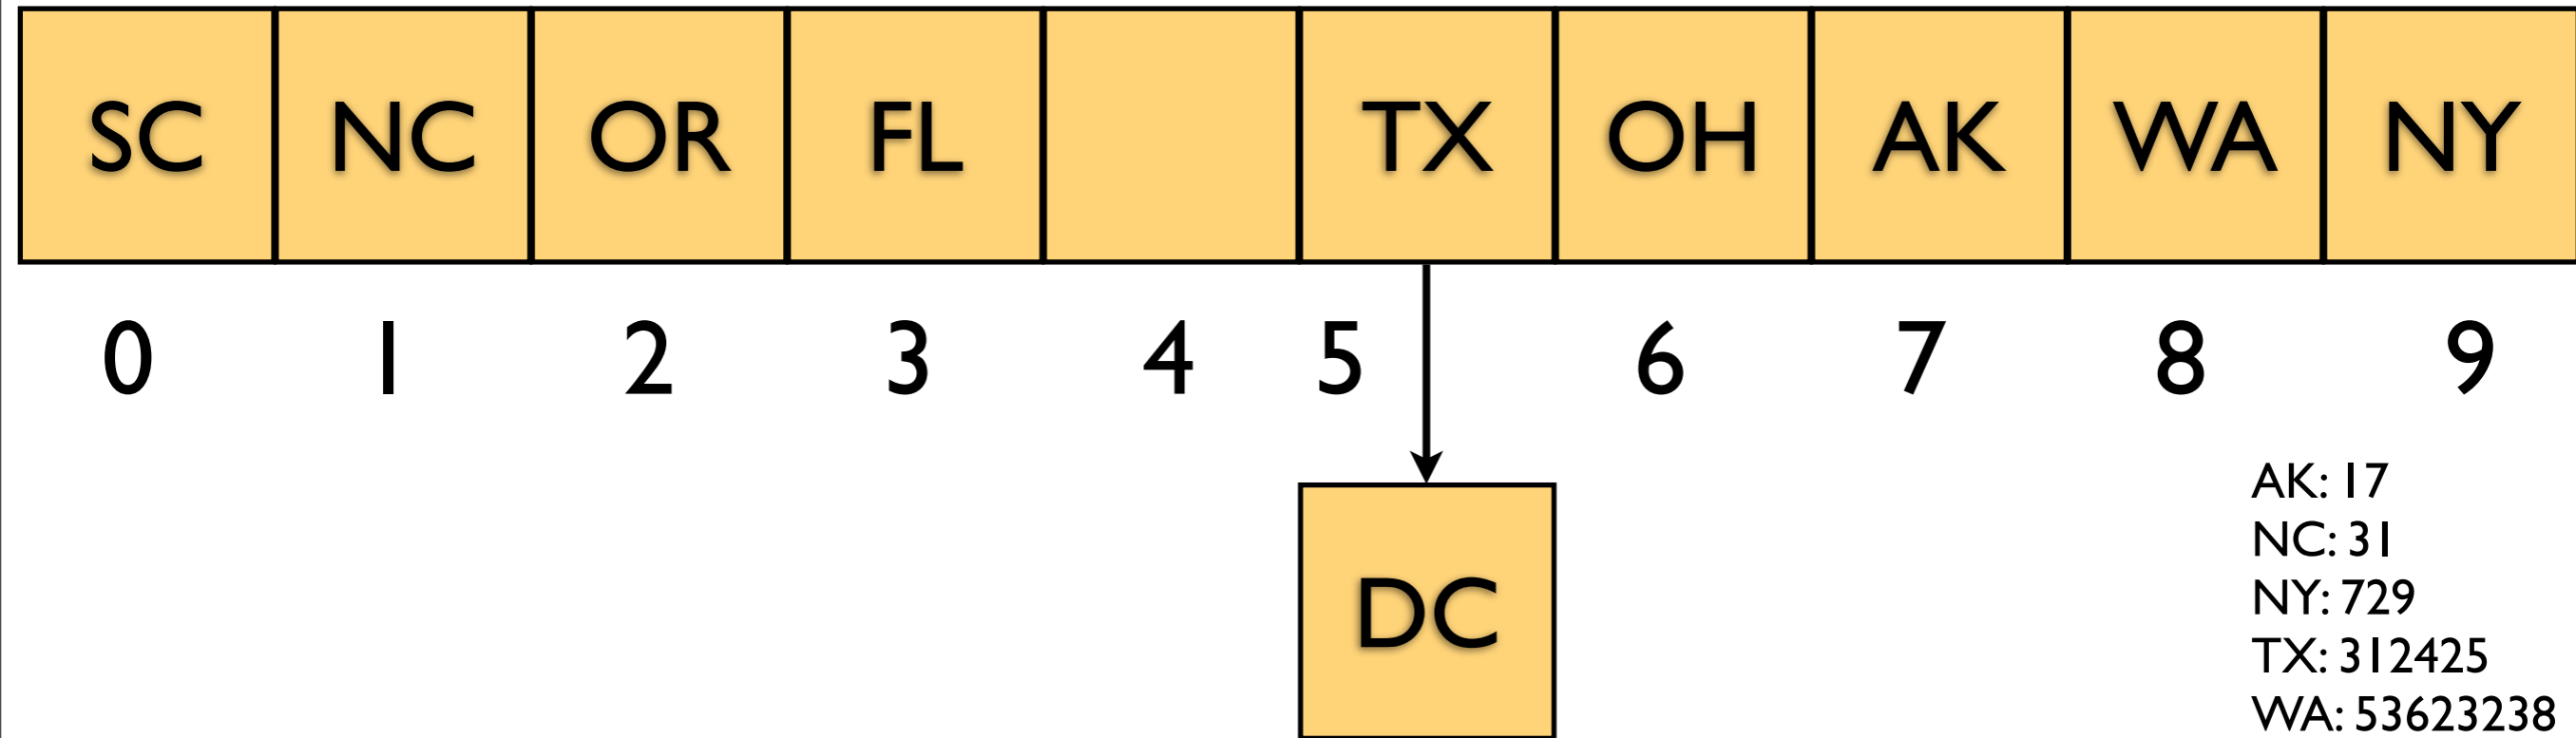 SC NC OR FL TX OH AK WA NY
0 1 2 3 4 5 6 7 8 9
DC
AK: 17
NC: 31
NY: 729
TX: 312425
WA: 53623238